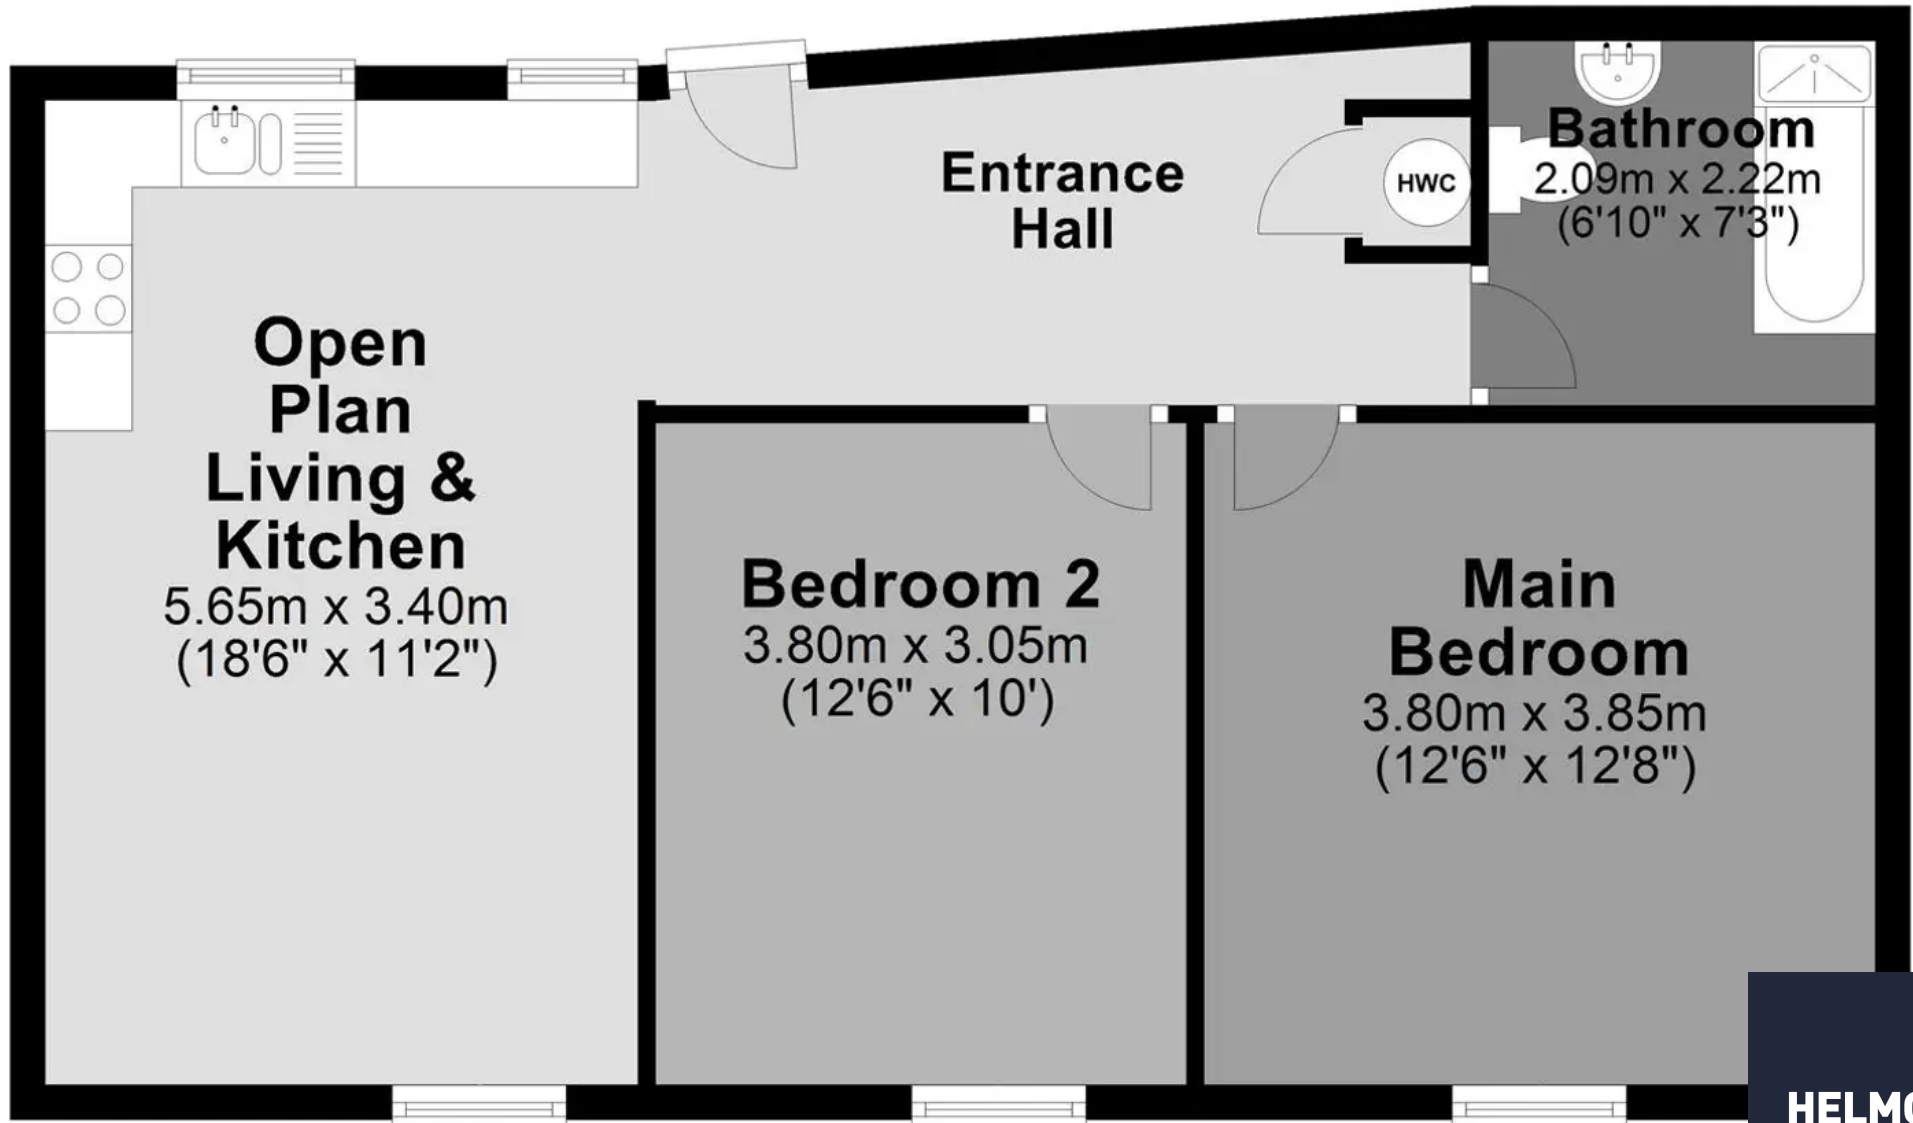 Entrance
Hall
HWC
Bathroom
2.09m x 2.22m
(6'10" x 7'3")
Open
Plan
Living &
Kitchen
5.65m x 3.40m
(18'6" x 11'2")
Bedroom 2
3.80m x 3.05m
(12'6" x 10')
Main
Bedroom
3.80m x 3.85m
(12'6" x 12'8")